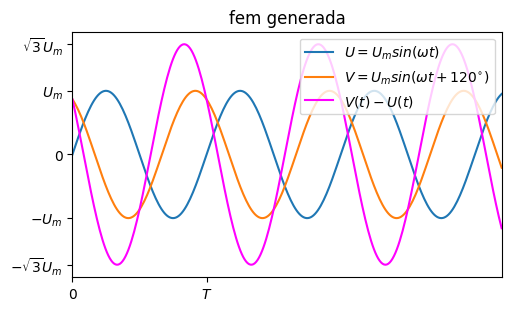 fem generada
√3U_m
U_m
0
−U_m
−√3U_m
U = U_m sin(ωt)
V = U_m sin(ωt + 120°)
V(t) − U(t)
0
T